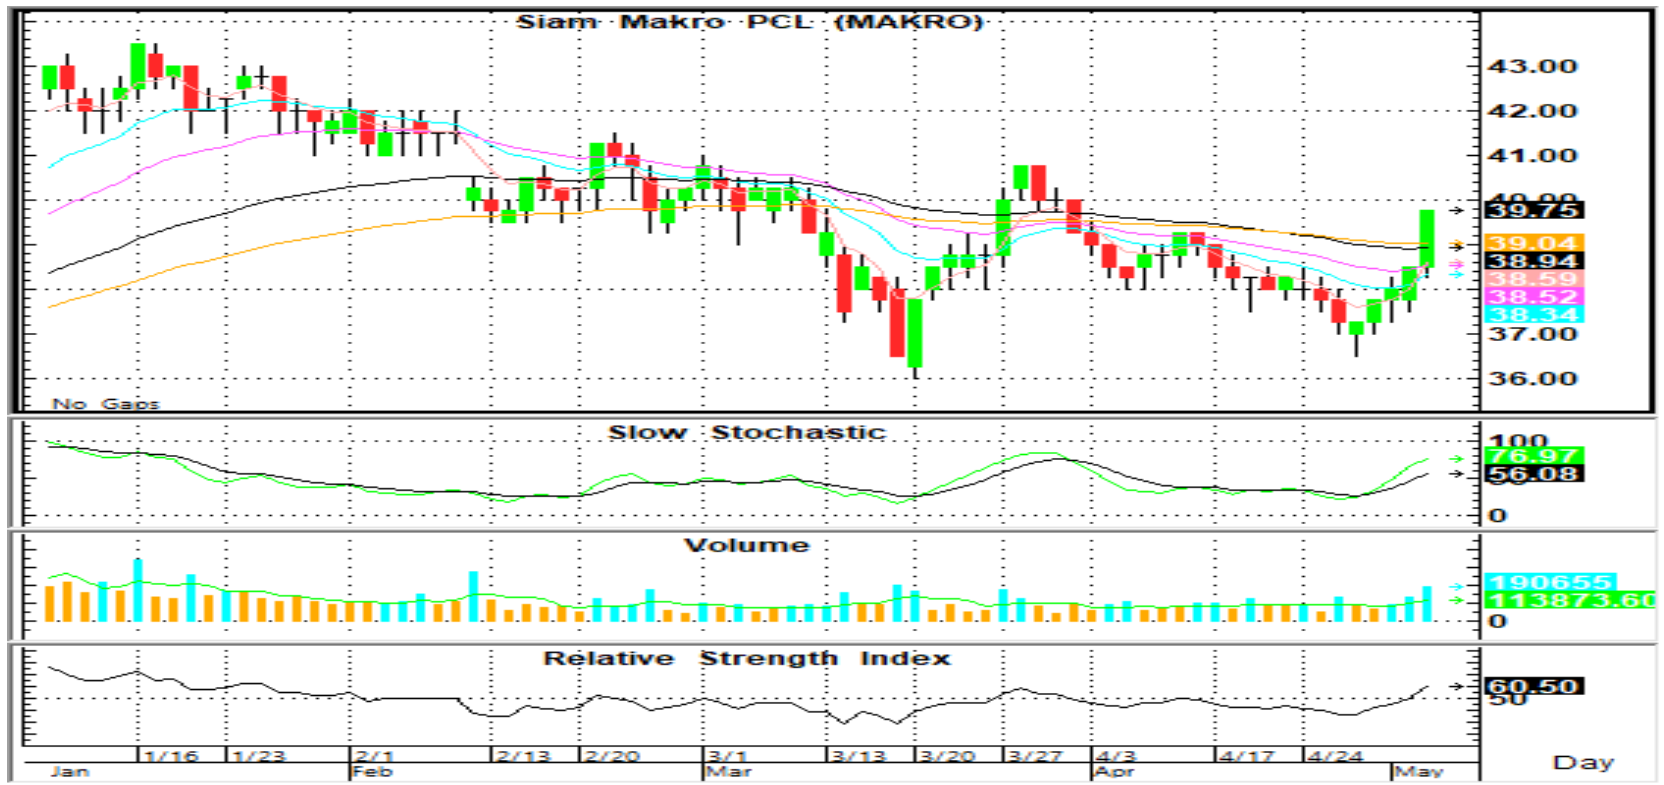 Siam Makro PCL (MAKRO)
43.00
42.00
41.00
40.00
39.75
39.04
38.94
38.59
38.52
38.34
37.00
36.00
No Gaps
Slow Stochastic
100
76.97
56.08
0
Volume
190655
113873.60
0
Relative Strength Index
60.50
50
1/16 1/23 2/1 2/13 2/20 3/1 3/13 3/20 3/27 4/3 4/17 4/24
Jan Feb Mar Apr May
Day